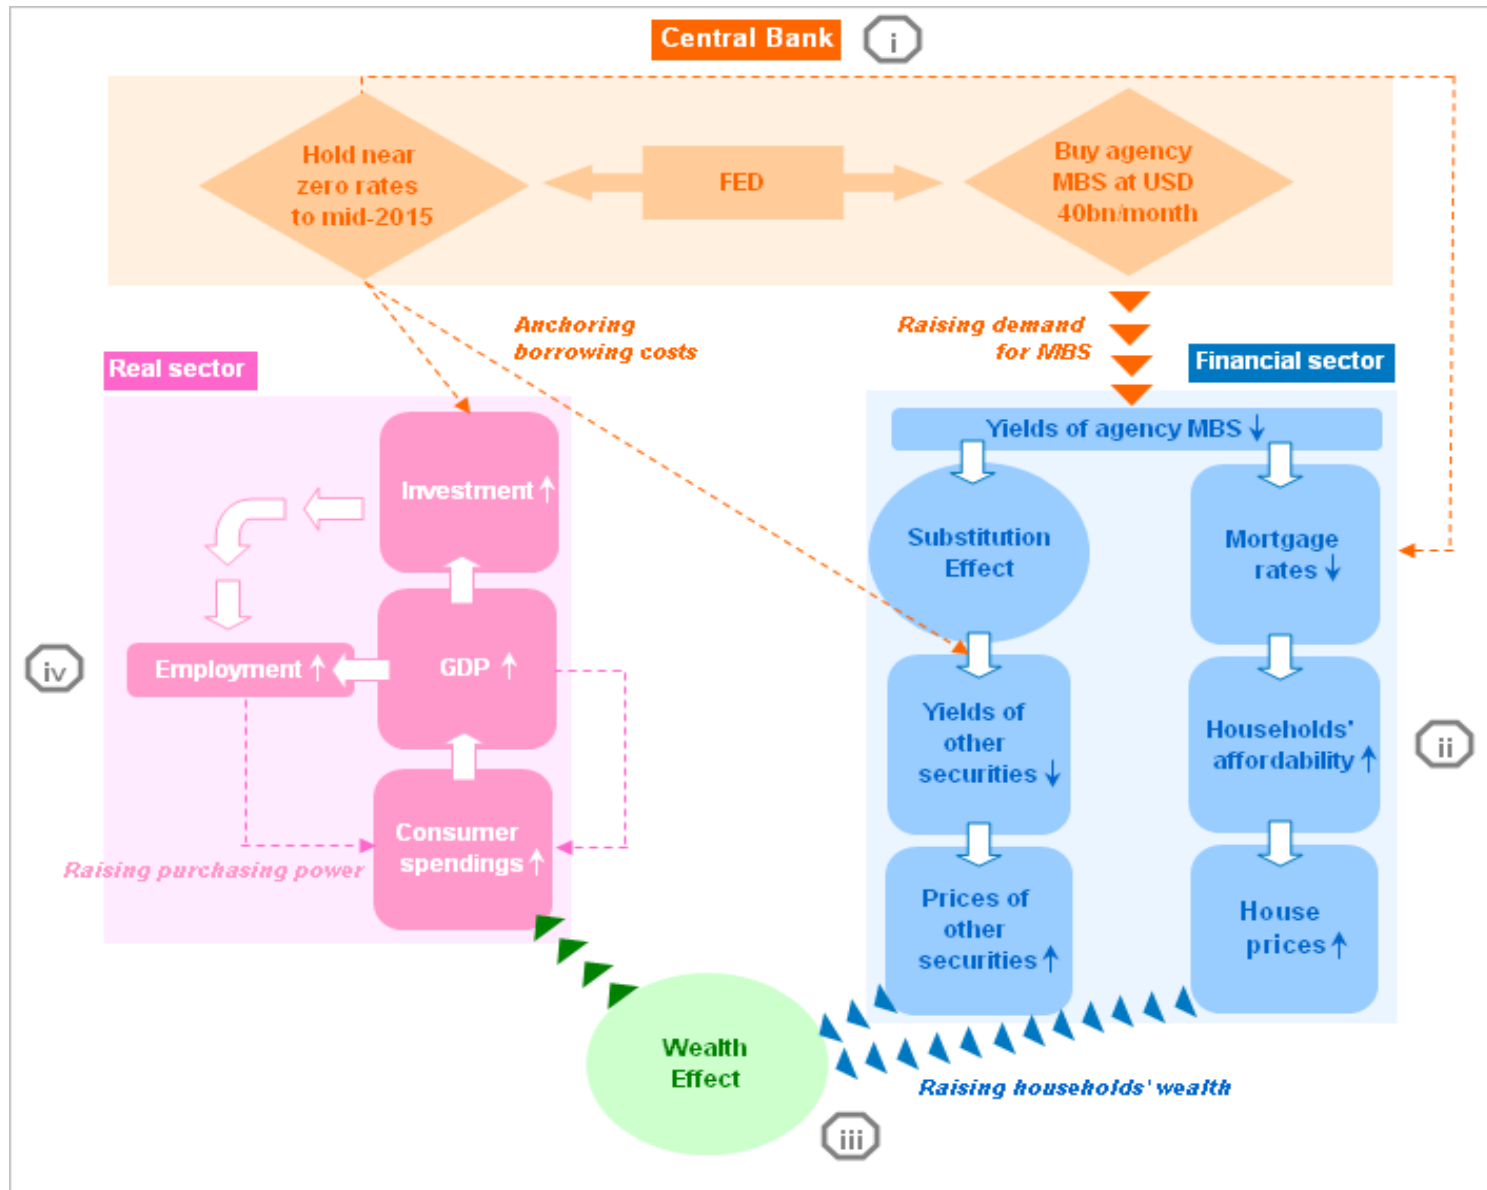 Central Bank
i
Hold near
zero rates
to mid-2015
FED
Buy agency
MBS at USD
40bn/month
Anchoring
borrowing costs
Raising demand
for MBS
Real sector
Financial sector
Yields of agency MBS ↓
Investment ↑
Substitution
Effect
Mortgage
rates ↓
iv
Employment ↑
GDP ↑
Yields of
other
securities ↓
Households'
affordability ↑
ii
Consumer
spendings ↑
Raising purchasing power
Prices of
other
securities ↑
House
prices ↑
Wealth
Effect
Raising households' wealth
iii